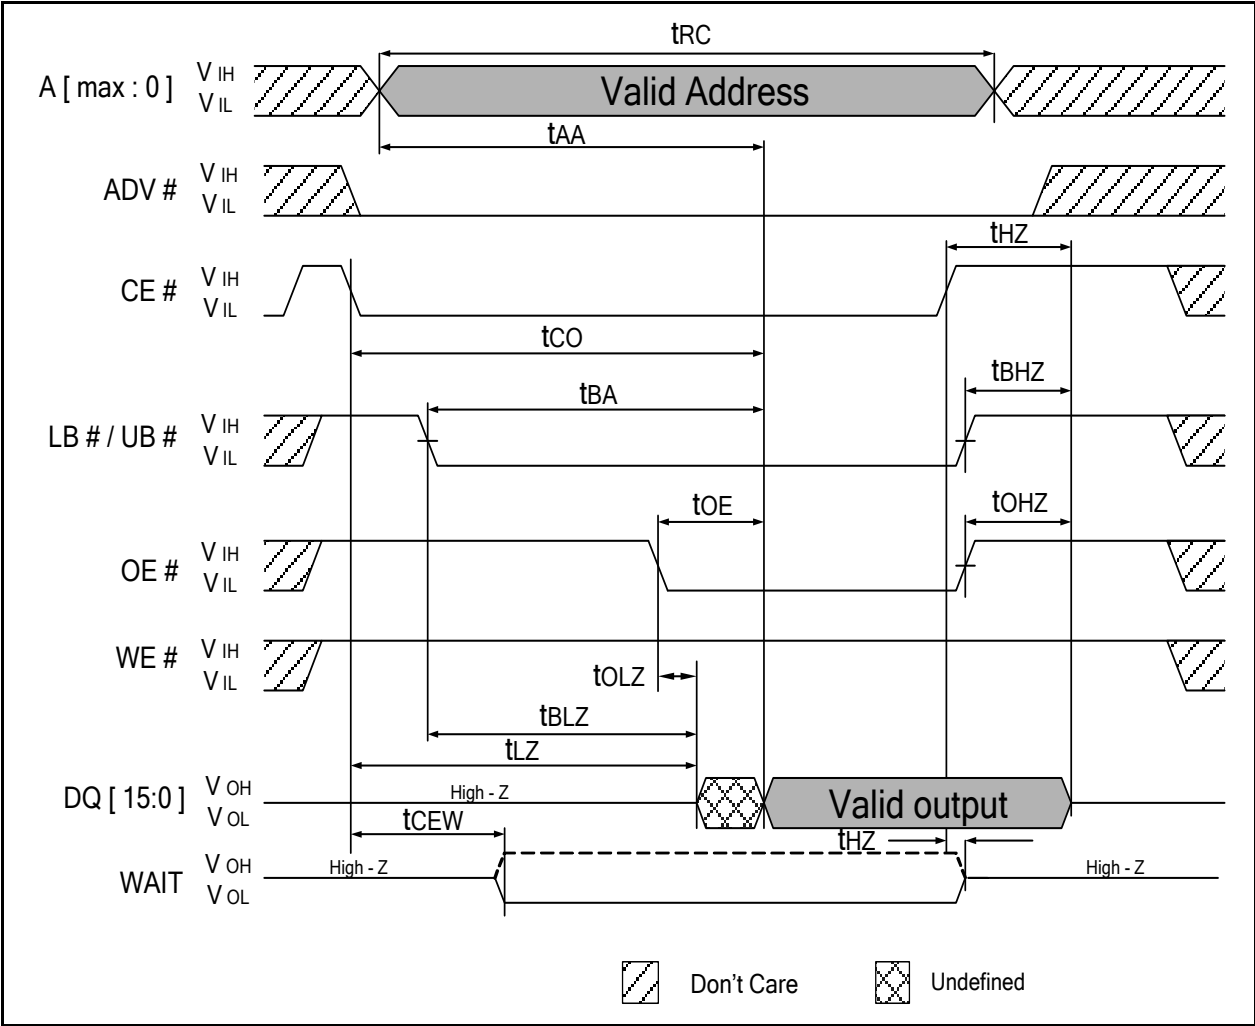 tRC
A [ max : 0 ]
V IH
V IL
Valid Address
tAA
ADV #
V IH
V IL
tHZ
CE #
V IH
V IL
tCO
tBHZ
tBA
LB # / UB #
V IH
V IL
tOE
tOHZ
OE #
V IH
V IL
WE #
V IH
V IL
tOLZ
tBLZ
tLZ
DQ [ 15:0 ]
V OH
V OL
High - Z
Valid output
tCEW
tHZ
WAIT
V OH
V OL
High - Z
High - Z
Don't Care
Undefined